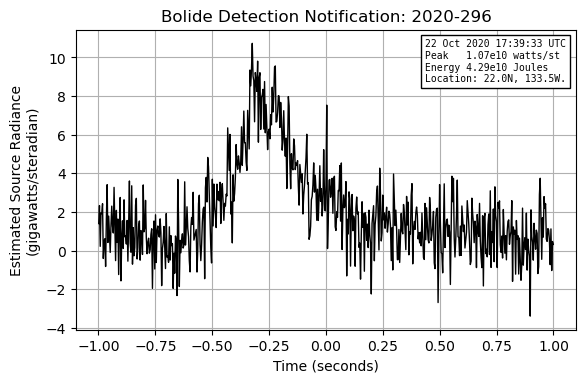 Bolide Detection Notification: 2020-296
22 Oct 2020 17:39:33 UTC
Peak   1.07e10 watts/st
Energy 4.29e10 Joules
Location: 22.0N, 133.5W.
Estimated Source Radiance
(gigawatts/steradian)
10
8
6
4
2
0
−2
−4
−1.00 −0.75 −0.50 −0.25 0.00 0.25 0.50 0.75 1.00
Time (seconds)